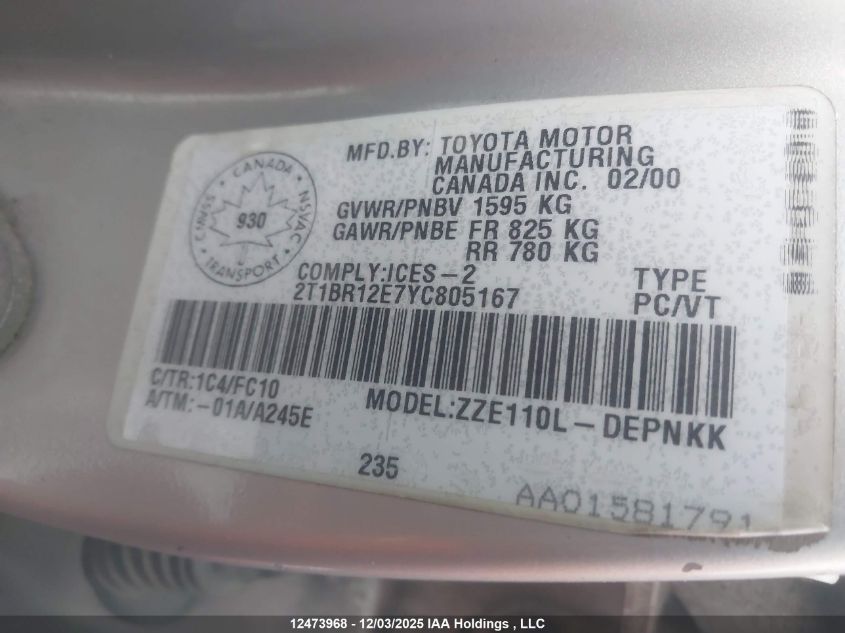 MFD.BY: TOYOTA MOTOR
MANUFACTURING
CANADA INC. 02/00
GVWR/PNBV 1595 KG
GAWR/PNBE FR 825 KG
RR 780 KG
COMPLY:ICES-2
2T1BR12E7YC805167
TYPE
PC/VT
CANADA
CMVSS
930
NSVAC
TRANSPORT
C/TR:1C4/FC10
A/TM:-01A/A245E
MODEL:ZZE110L-DEPNKK
235
AA01581791
12473968 - 12/03/2025 IAA Holdings , LLC